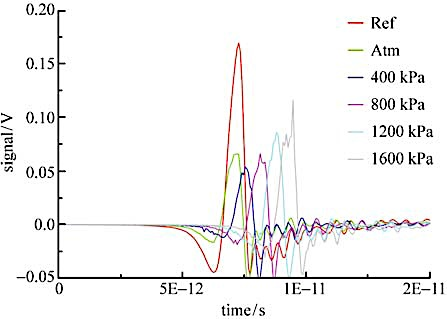 0.20
0.15
0.10
0.05
0.0
−0.05
signal/V
0
5E-12
1E-11
2E-11
time/s
Ref
Atm
400 kPa
800 kPa
1200 kPa
1600 kPa